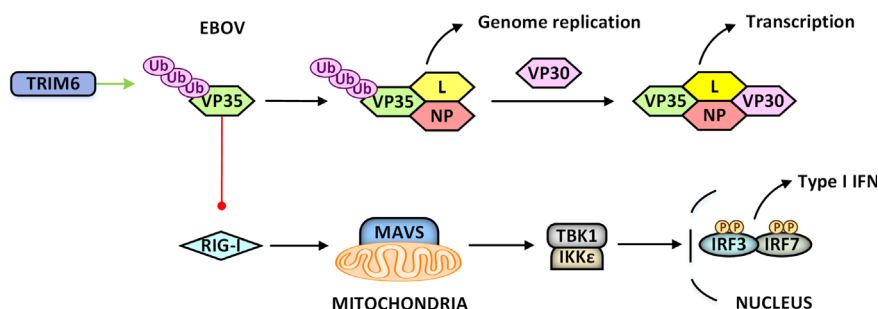 EBOV
Genome replication
Transcription
TRIM6
Ub
Ub
Ub
VP35
Ub
Ub
Ub
VP35
L
NP
VP30
VP35
L
NP
VP30
Type I IFN
RIG-I
MAVS
TBK1
IKKε
P P
P P
IRF3
IRF7
MITOCHONDRIA
NUCLEUS